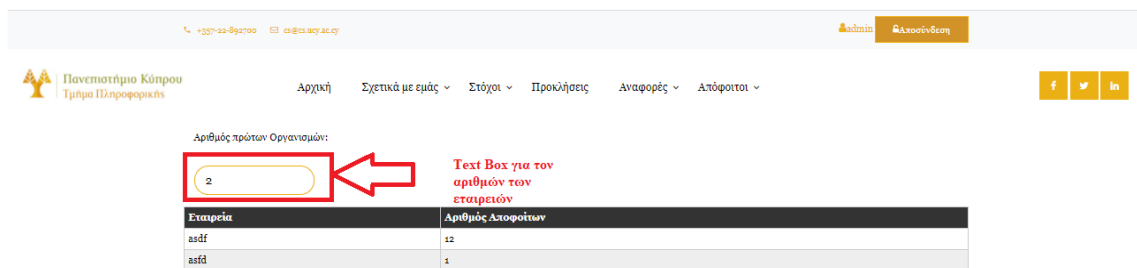 +357-22-892700 cs@cs.ucy.ac.cy admin Αποσύνδεση
Πανεπιστήμιο Κύπρου
Τμήμα Πληροφορικής
Αρχική Σχετικά με εμάς Στόχοι Προκλήσεις Αναφορές Απόφοιτοι
Αριθμός πρώτων Οργανισμών:
2
Text Box για τον
αριθμών των
εταιρειών
Εταιρεία Αριθμός Αποφοίτων
asdf 12
asfd 1